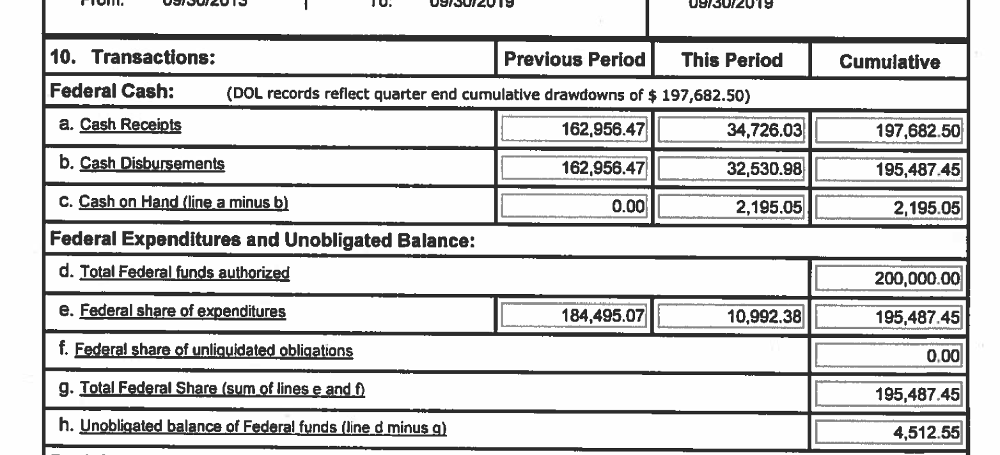 From: 09/30/2013 To: 09/30/2019 09/30/2019
10. Transactions: Previous Period This Period Cumulative
Federal Cash: (DOL records reflect quarter end cumulative drawdowns of $ 197,682.50)
a. Cash Receipts 162,956.47 34,726.03 197,682.50
b. Cash Disbursements 162,956.47 32,530.98 195,487.45
c. Cash on Hand (line a minus b) 0.00 2,195.05 2,195.05
Federal Expenditures and Unobligated Balance:
d. Total Federal funds authorized 200,000.00
e. Federal share of expenditures 184,495.07 10,992.38 195,487.45
f. Federal share of unliquidated obligations 0.00
g. Total Federal Share (sum of lines e and f) 195,487.45
h. Unobligated balance of Federal funds (line d minus g) 4,512.55